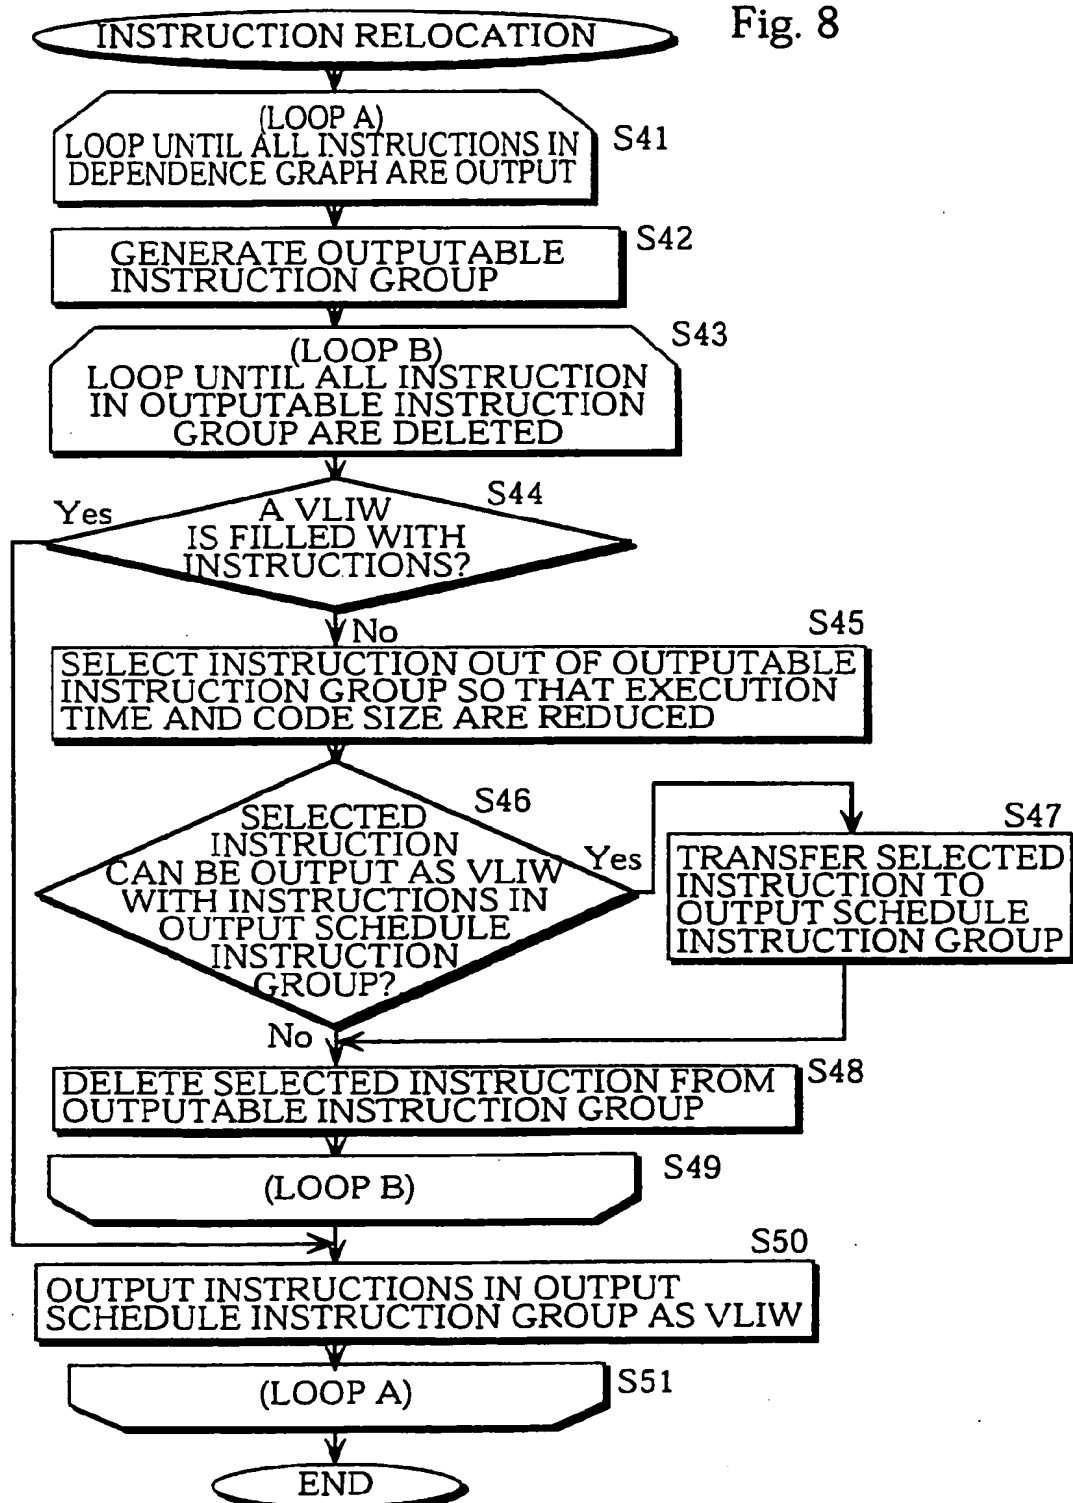 Fig. 8
INSTRUCTION RELOCATION
(LOOP A)
LOOP UNTIL ALL INSTRUCTIONS IN
DEPENDENCE GRAPH ARE OUTPUT
S41
GENERATE OUTPUTABLE
INSTRUCTION GROUP
S42
(LOOP B)
LOOP UNTIL ALL INSTRUCTION
IN OUTPUTABLE INSTRUCTION
GROUP ARE DELETED
S43
A VLIW
IS FILLED WITH
INSTRUCTIONS?
S44
Yes
No
S45
SELECT INSTRUCTION OUT OF OUTPUTABLE
INSTRUCTION GROUP SO THAT EXECUTION
TIME AND CODE SIZE ARE REDUCED
S46
SELECTED
INSTRUCTION
CAN BE OUTPUT AS VLIW
WITH INSTRUCTIONS IN
OUTPUT SCHEDULE
INSTRUCTION
GROUP?
Yes
S47
TRANSFER SELECTED
INSTRUCTION TO
OUTPUT SCHEDULE
INSTRUCTION GROUP
No
DELETE SELECTED INSTRUCTION FROM
OUTPUTABLE INSTRUCTION GROUP
S48
(LOOP B)
S49
S50
OUTPUT INSTRUCTIONS IN OUTPUT
SCHEDULE INSTRUCTION GROUP AS VLIW
(LOOP A)
S51
END